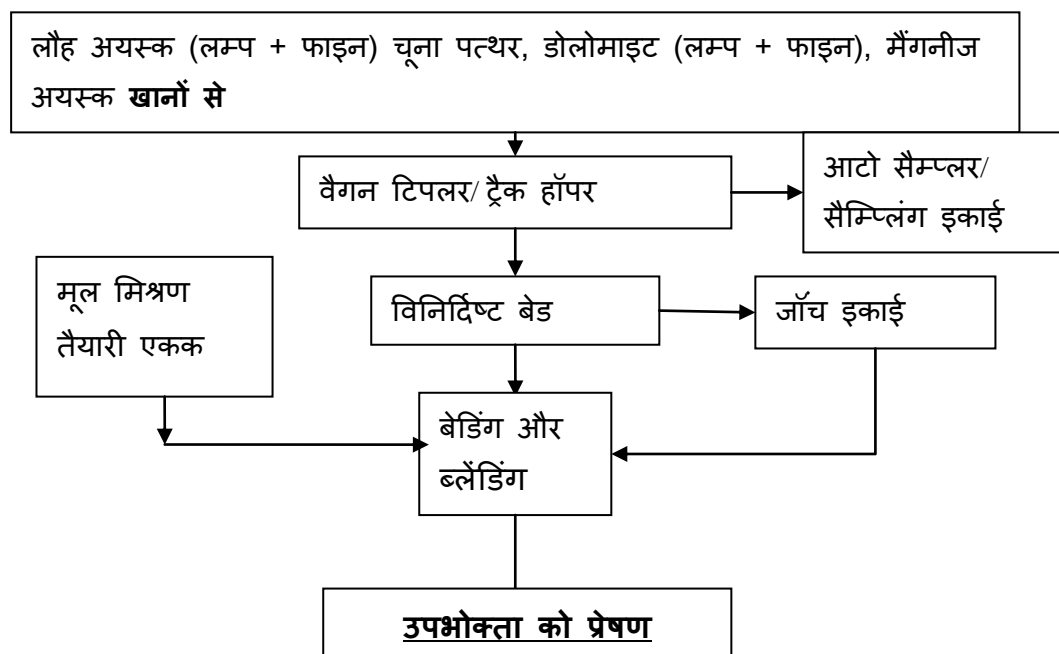 लौह अयस्क (लम्प + फाइन) चूना पत्थर, डोलोमाइट (लम्प + फाइन), मैंगनीज
अयस्क खानों से
वैगन टिपलर/ ट्रैक हॉपर
आटो सैम्प्लर/
सैम्प्लिंग इकाई
मूल मिश्रण
तैयारी एकक
विनिर्दिष्ट बेड
जॉंच इकाई
बेडिंग और
ब्लेंडिंग
उपभोक्ता को प्रेषण